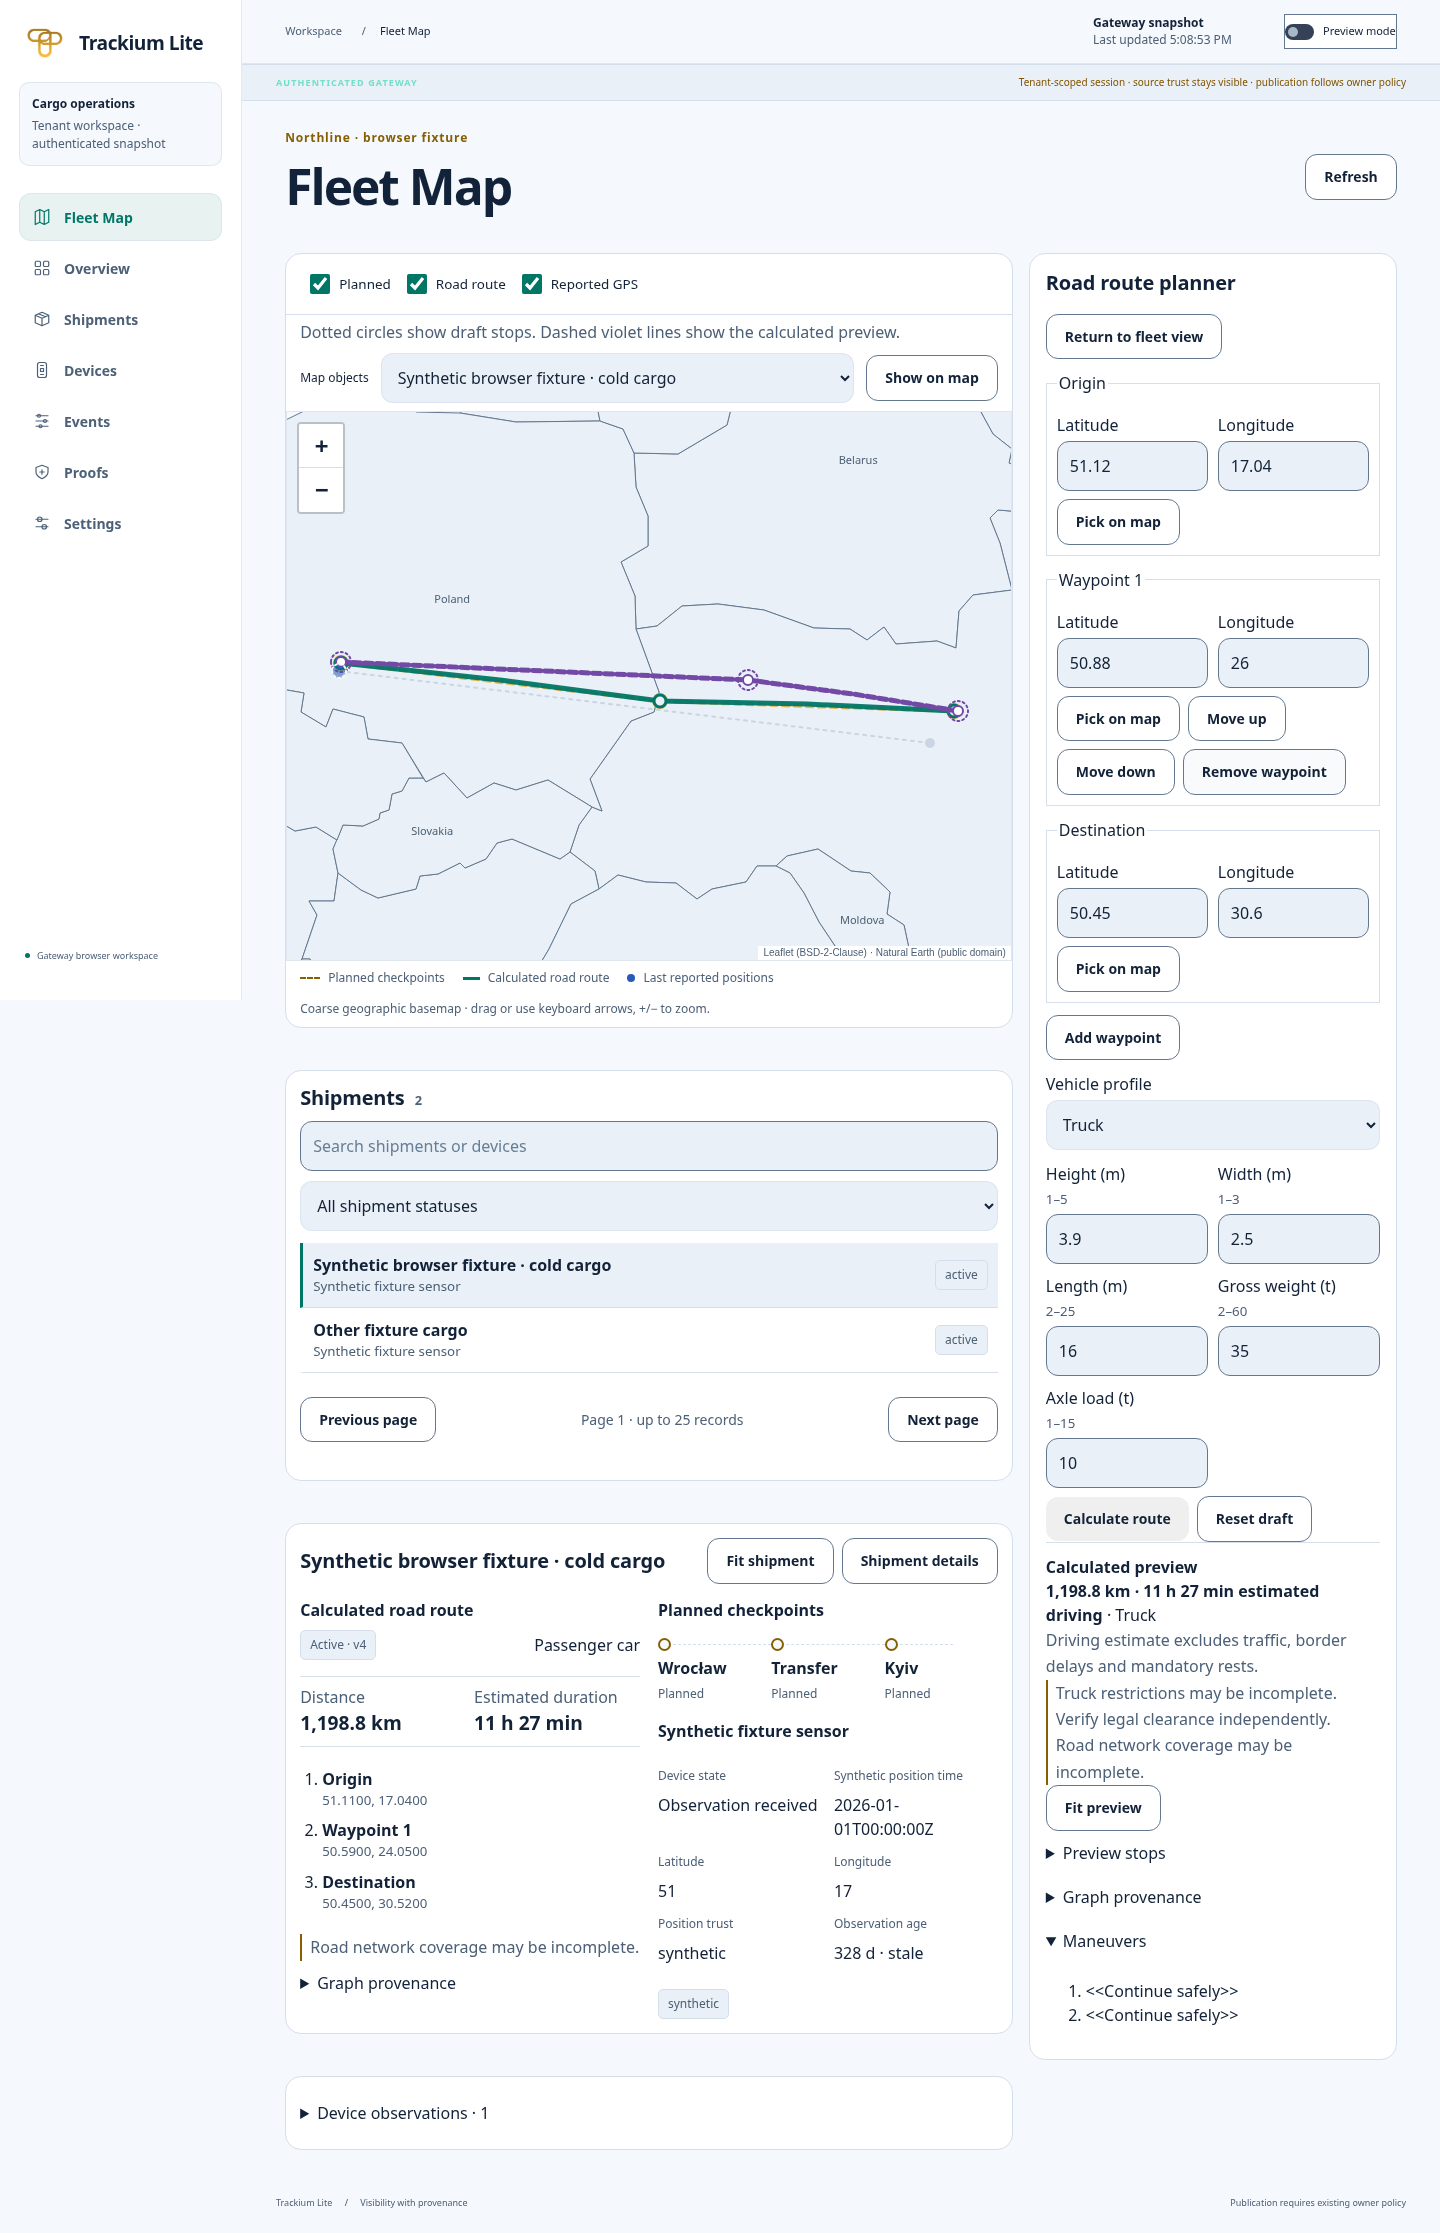 Trackium Lite
Cargo operations
Tenant workspace ·
authenticated snapshot
Fleet Map
Overview
Shipments
Devices
Events
Proofs
Settings
Gateway browser workspace
Workspace / Fleet Map
Gateway snapshot
Last updated 5:08:53 PM
Preview mode
AUTHENTICATED GATEWAY
Tenant-scoped session · source trust stays visible · publication follows owner policy
Northline · browser fixture
Fleet Map
Refresh
Planned Road route Reported GPS
Dotted circles show draft stops. Dashed violet lines show the calculated preview.
Map objects Synthetic browser fixture · cold cargo Show on map
+
−
Belarus
Poland
Slovakia
Moldova
Leaflet (BSD-2-Clause) · Natural Earth (public domain)
Planned checkpoints Calculated road route Last reported positions
Coarse geographic basemap · drag or use keyboard arrows, +/− to zoom.
Shipments 2
Search shipments or devices
All shipment statuses
Synthetic browser fixture · cold cargo
Synthetic fixture sensor
active
Other fixture cargo
Synthetic fixture sensor
active
Previous page Page 1 · up to 25 records Next page
Synthetic browser fixture · cold cargo Fit shipment Shipment details
Calculated road route
Active · v4 Passenger car
Distance Estimated duration
1,198.8 km 11 h 27 min
1. Origin
51.1100, 17.0400
2. Waypoint 1
50.5900, 24.0500
3. Destination
50.4500, 30.5200
Road network coverage may be incomplete.
Graph provenance
Planned checkpoints
Wrocław Transfer Kyiv
Planned Planned Planned
Synthetic fixture sensor
Device state Synthetic position time
Observation received 2026-01-
01T00:00:00Z
Latitude Longitude
51 17
Position trust Observation age
synthetic 328 d · stale
synthetic
Device observations · 1
Road route planner
Return to fleet view
Origin
Latitude Longitude
51.12 17.04
Pick on map
Waypoint 1
Latitude Longitude
50.88 26
Pick on map Move up
Move down Remove waypoint
Destination
Latitude Longitude
50.45 30.6
Pick on map
Add waypoint
Vehicle profile
Truck
Height (m) Width (m)
1–5 1–3
3.9 2.5
Length (m) Gross weight (t)
2–25 2–60
16 35
Axle load (t)
1–15
10
Calculate route Reset draft
Calculated preview
1,198.8 km · 11 h 27 min estimated
driving · Truck
Driving estimate excludes traffic, border
delays and mandatory rests.
Truck restrictions may be incomplete.
Verify legal clearance independently.
Road network coverage may be
incomplete.
Fit preview
Preview stops
Graph provenance
Maneuvers
1. <<Continue safely>>
2. <<Continue safely>>
Trackium Lite / Visibility with provenance
Publication requires existing owner policy